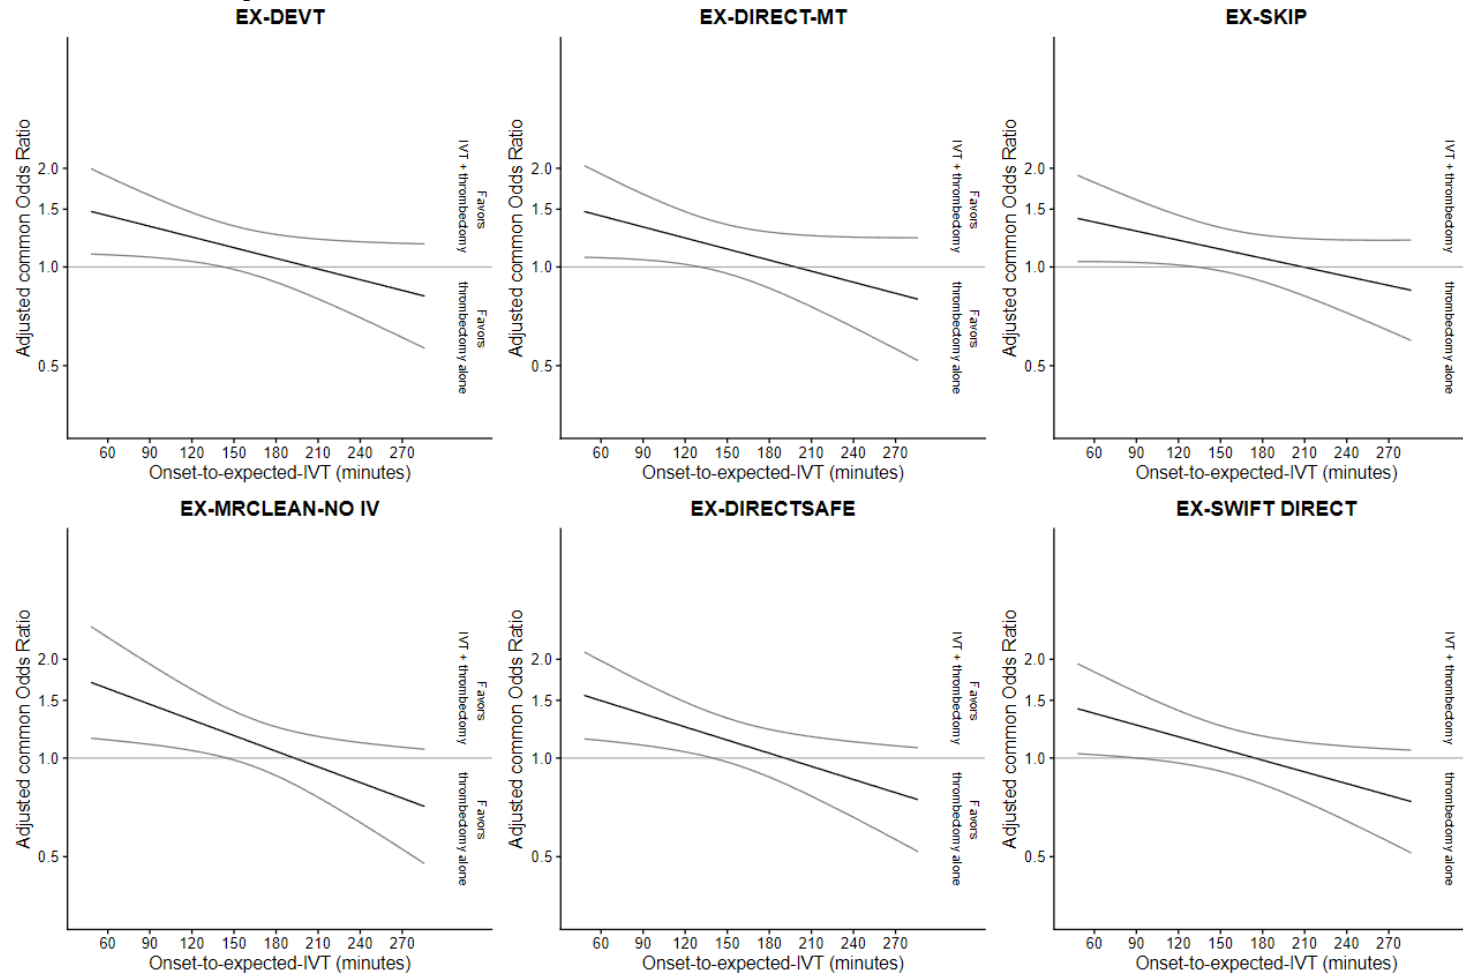 EX-DEVT
Adjusted common Odds Ratio
2.0
1.5
1.0
0.5
Favors
IVT + thrombectomy
Favors
thrombectomy alone
60 90 120 150 180 210 240 270
Onset-to-expected-IVT (minutes)
EX-DIRECT-MT
Adjusted common Odds Ratio
2.0
1.5
1.0
0.5
Favors
IVT + thrombectomy
Favors
thrombectomy alone
60 90 120 150 180 210 240 270
Onset-to-expected-IVT (minutes)
EX-SKIP
Adjusted common Odds Ratio
2.0
1.5
1.0
0.5
IVT + thrombectomy
thrombectomy alone
60 90 120 150 180 210 240 270
Onset-to-expected-IVT (minutes)
EX-MRCLEAN-NO IV
Adjusted common Odds Ratio
2.0
1.5
1.0
0.5
Favors
IVT + thrombectomy
Favors
thrombectomy alone
60 90 120 150 180 210 240 270
Onset-to-expected-IVT (minutes)
EX-DIRECTSAFE
Adjusted common Odds Ratio
2.0
1.5
1.0
0.5
Favors
IVT + thrombectomy
Favors
thrombectomy alone
60 90 120 150 180 210 240 270
Onset-to-expected-IVT (minutes)
EX-SWIFT DIRECT
Adjusted common Odds Ratio
2.0
1.5
1.0
0.5
IVT + thrombectomy
thrombectomy alone
60 90 120 150 180 210 240 270
Onset-to-expected-IVT (minutes)